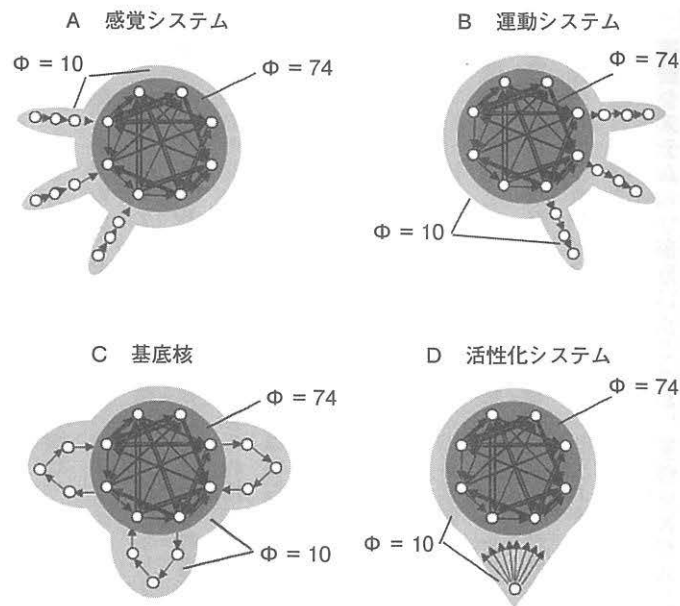 A 感覚システム
Φ = 10
Φ = 74
B 運動システム
Φ = 74
Φ = 10
C 基底核
Φ = 74
Φ = 10
D 活性化システム
Φ = 74
Φ = 10